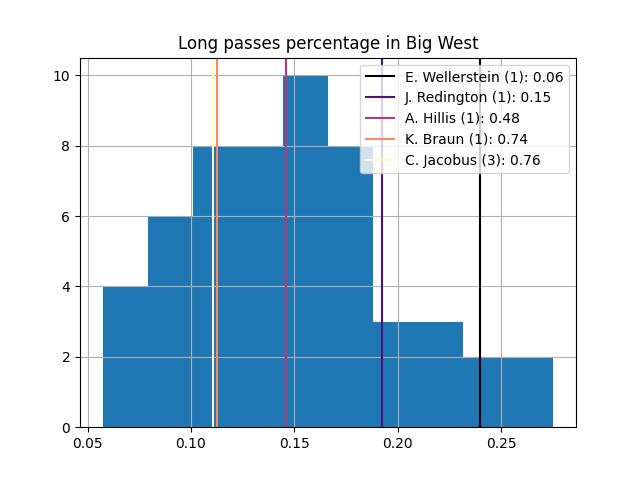 Long passes percentage in Big West
E. Wellerstein (1): 0.06
J. Redington (1): 0.15
A. Hillis (1): 0.48
K. Braun (1): 0.74
C. Jacobus (3): 0.76
10
8
6
4
2
0
0.05 0.10 0.15 0.20 0.25